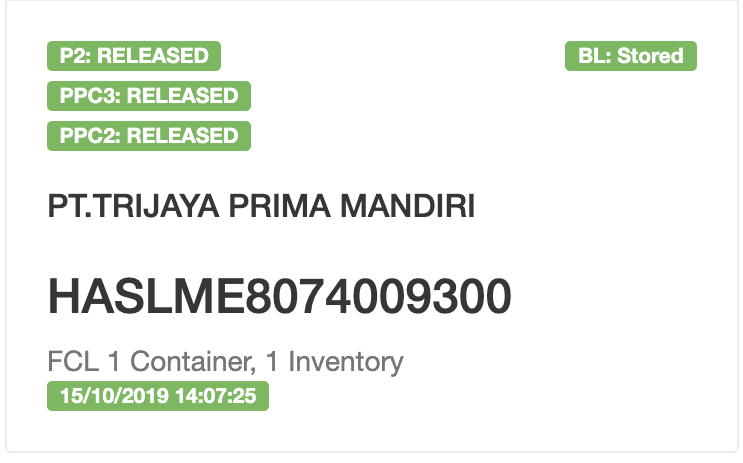 P2: RELEASED
BL: Stored
PPC3: RELEASED
PPC2: RELEASED
PT.TRIJAYA PRIMA MANDIRI
HASLME8074009300
FCL 1 Container, 1 Inventory
15/10/2019 14:07:25